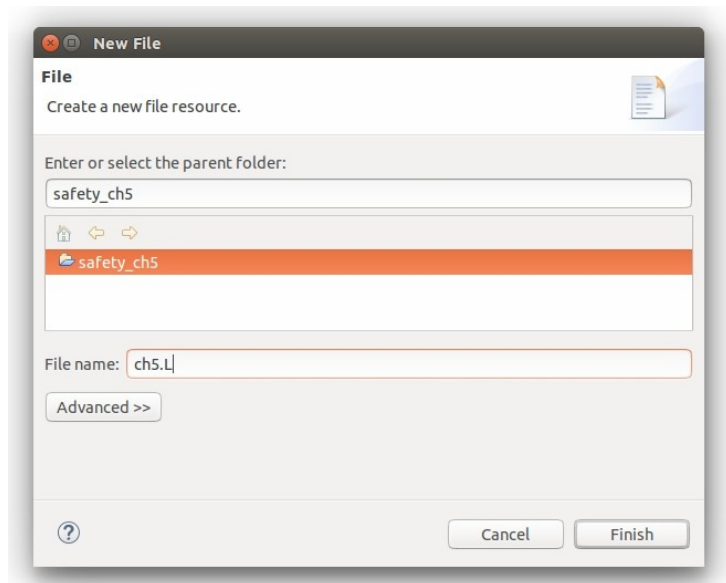 New File
File
Create a new file resource.
Enter or select the parent folder:
safety_ch5
safety_ch5
File name: ch5.L
Advanced >>
? Cancel Finish